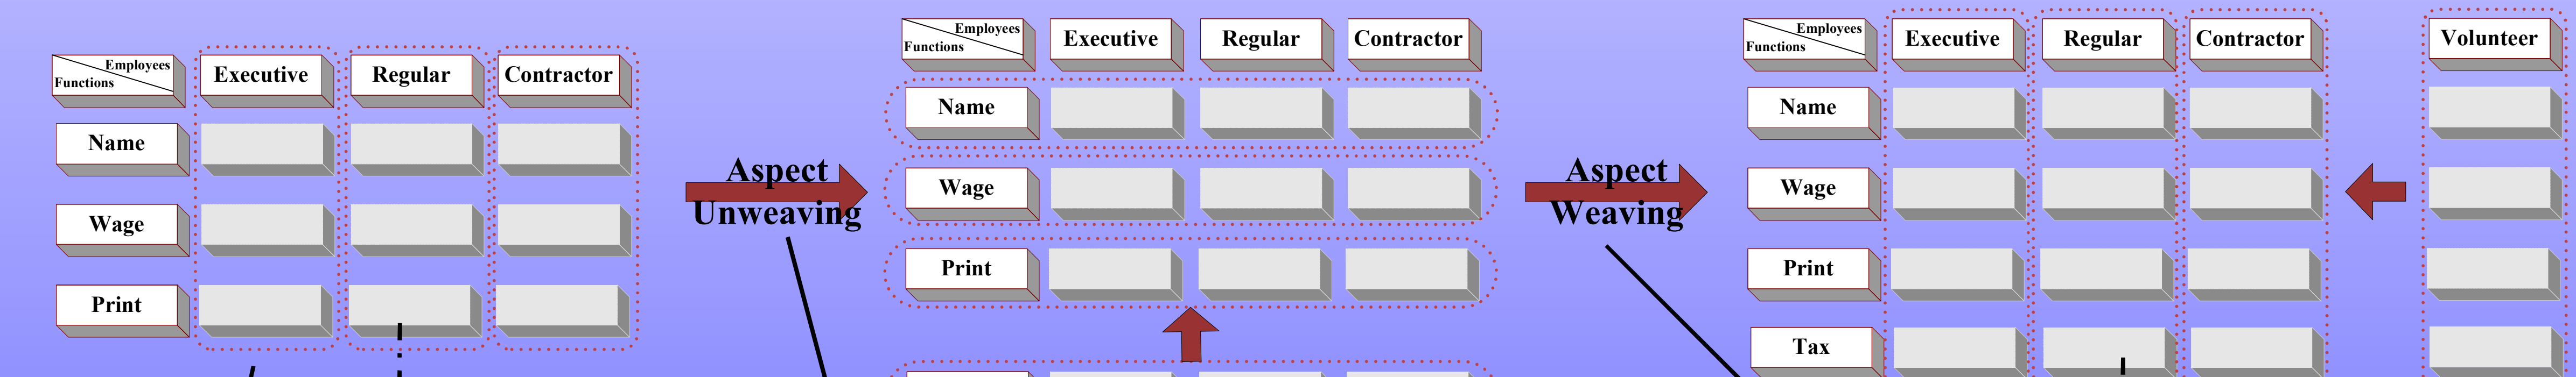 Employees
Functions
Executive
Regular
Contractor
Name
Wage
Print
Aspect
Unweaving
Employees
Functions
Executive
Regular
Contractor
Name
Wage
Print
Aspect
Weaving
Employees
Functions
Executive
Regular
Contractor
Name
Wage
Print
Tax
Volunteer